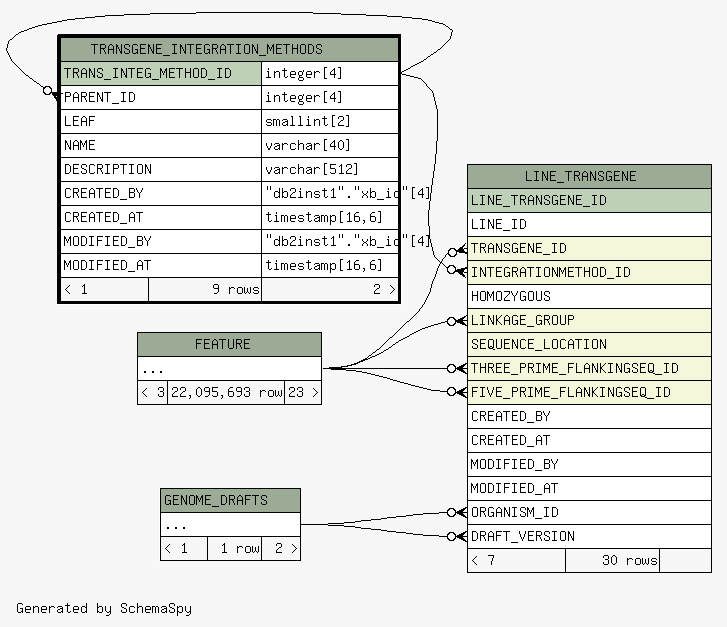 TRANSGENE_INTEGRATION_METHODS
TRANS_INTEG_METHOD_ID integer[4]
PARENT_ID integer[4]
LEAF smallint[2]
NAME varchar[40]
DESCRIPTION varchar[512]
CREATED_BY "db2inst1"."xb_id"[4]
CREATED_AT timestamp[16,6]
MODIFIED_BY "db2inst1"."xb_id"[4]
MODIFIED_AT timestamp[16,6]
< 1 9 rows 2 >
LINE_TRANSGENE
LINE_TRANSGENE_ID
LINE_ID
TRANSGENE_ID
INTEGRATIONMETHOD_ID
HOMOZYGOUS
LINKAGE_GROUP
SEQUENCE_LOCATION
THREE_PRIME_FLANKINGSEQ_ID
FIVE_PRIME_FLANKINGSEQ_ID
CREATED_BY
CREATED_AT
MODIFIED_BY
MODIFIED_AT
ORGANISM_ID
DRAFT_VERSION
< 7 30 rows
FEATURE
...
< 3 22,095,693 row 23 >
GENOME_DRAFTS
...
< 1 1 row 2 >
Generated by SchemaSpy